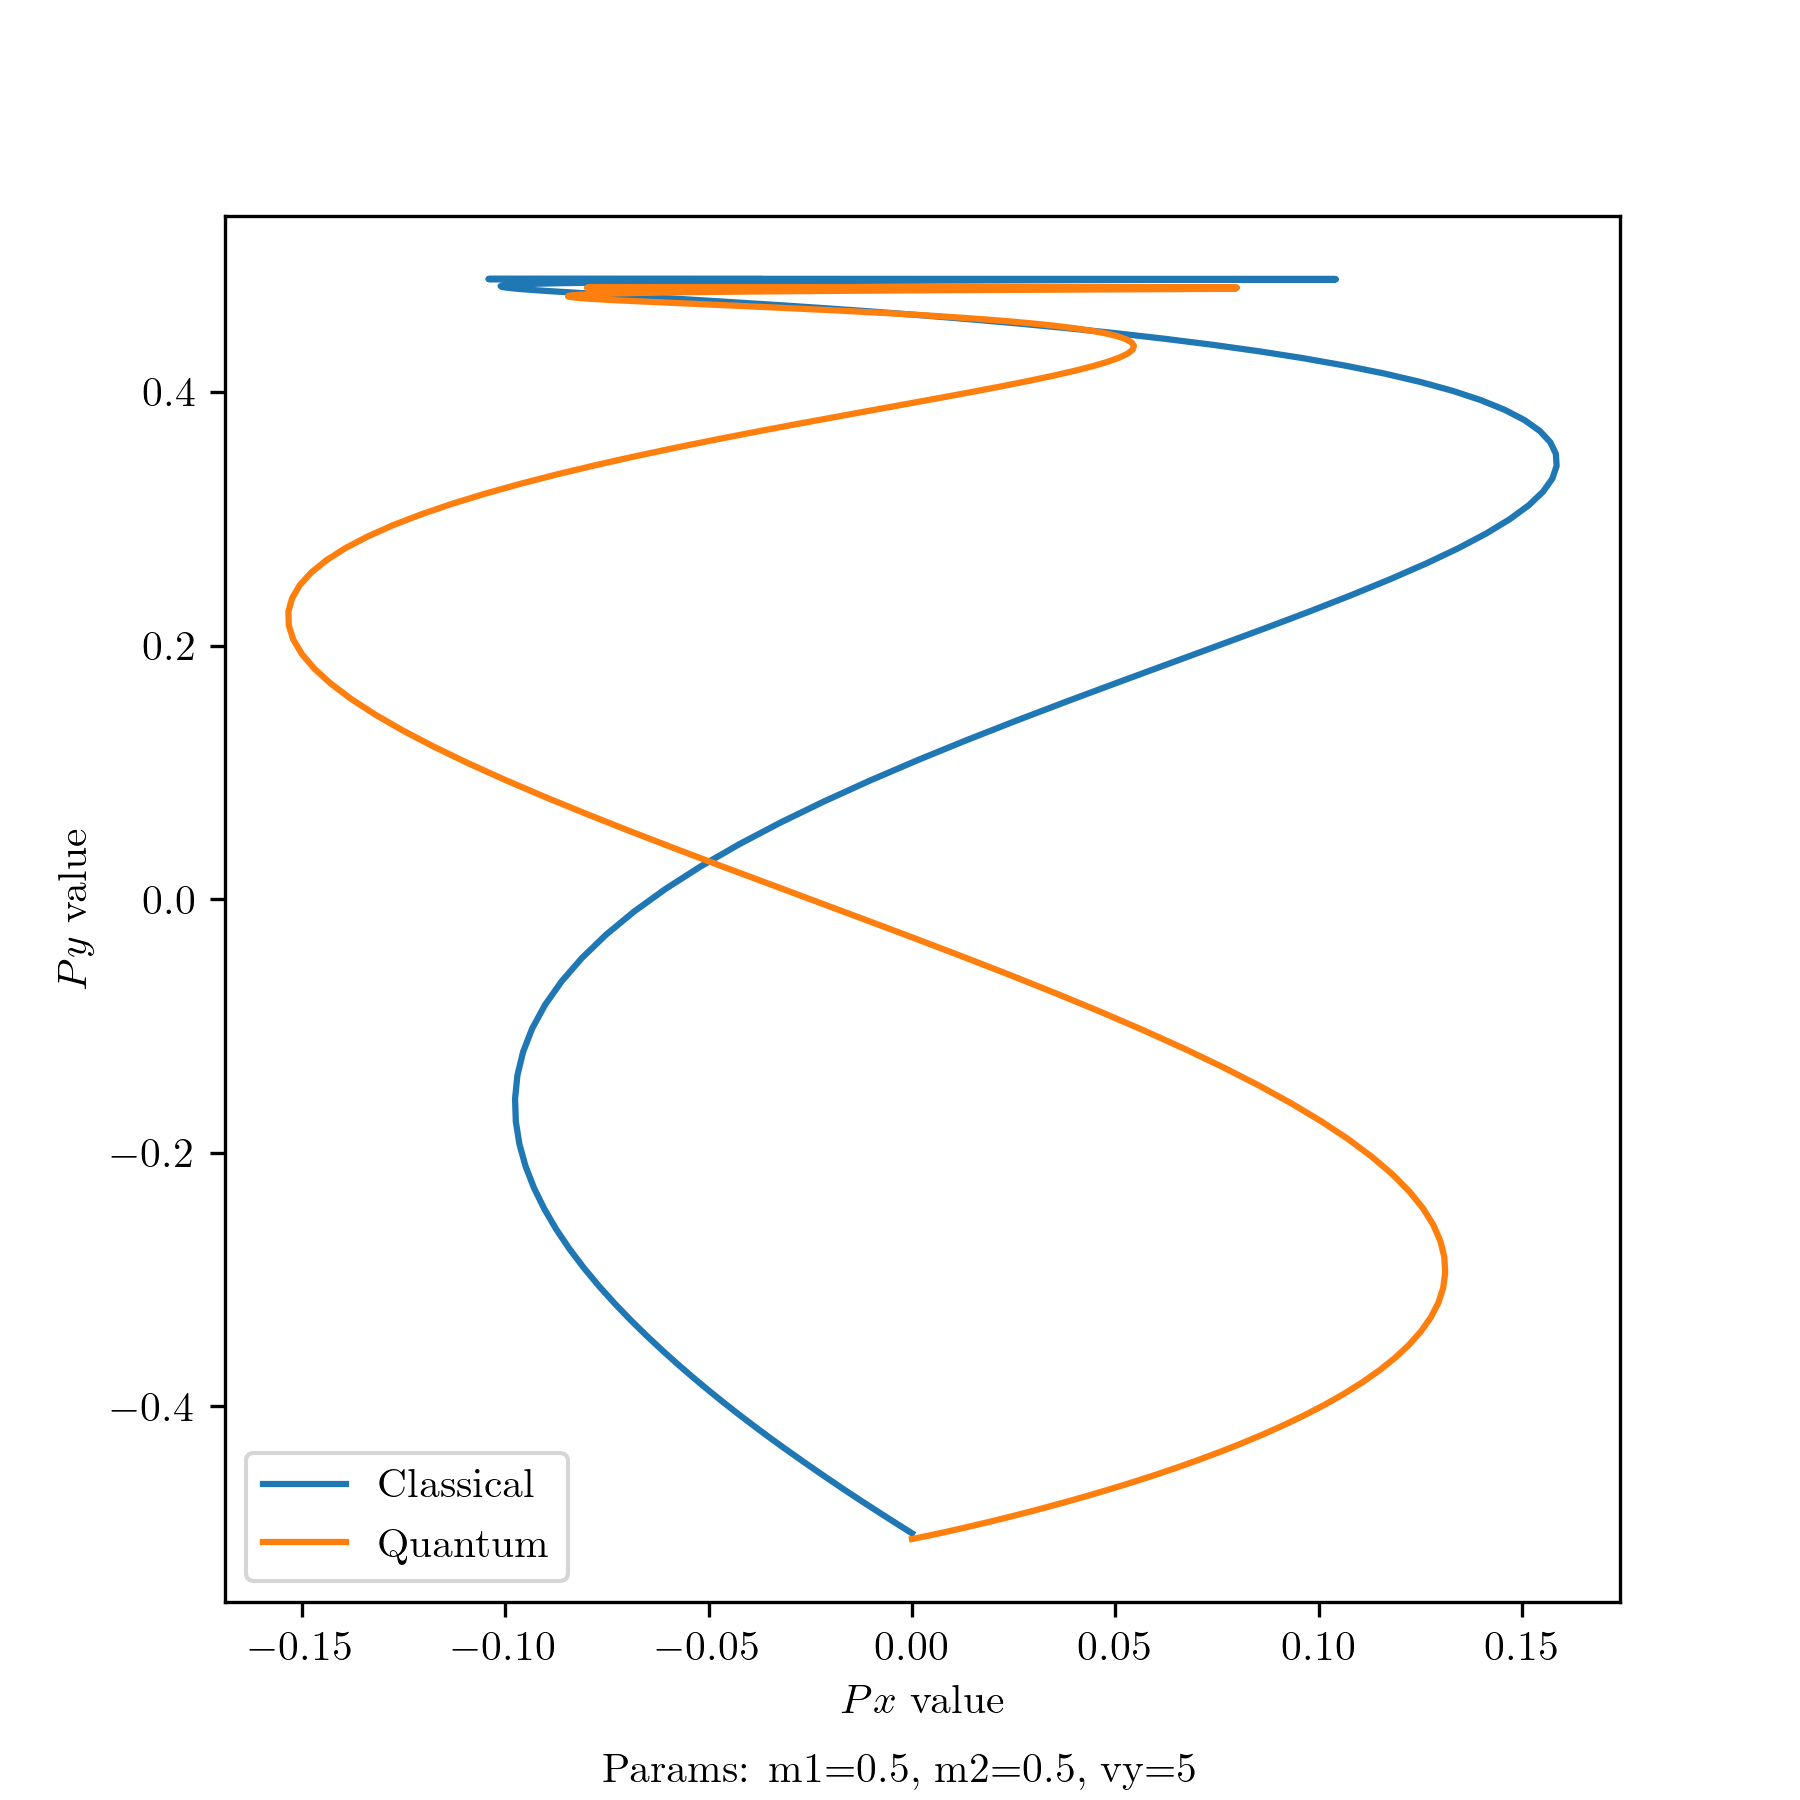 0.4
0.2
0.0
−0.2
−0.4
Py value
Classical
Quantum
−0.15 −0.10 −0.05 0.00 0.05 0.10 0.15
Px value
Params: m1=0.5, m2=0.5, vy=5